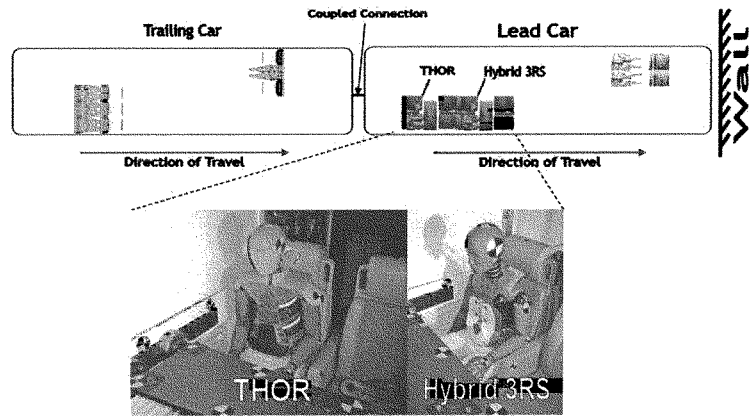 Coupled Connection
Trailing Car
Lead Car
THOR
Hybrid 3RS
Wall
Direction of Travel
Direction of Travel
THOR
Hybrid 3RS